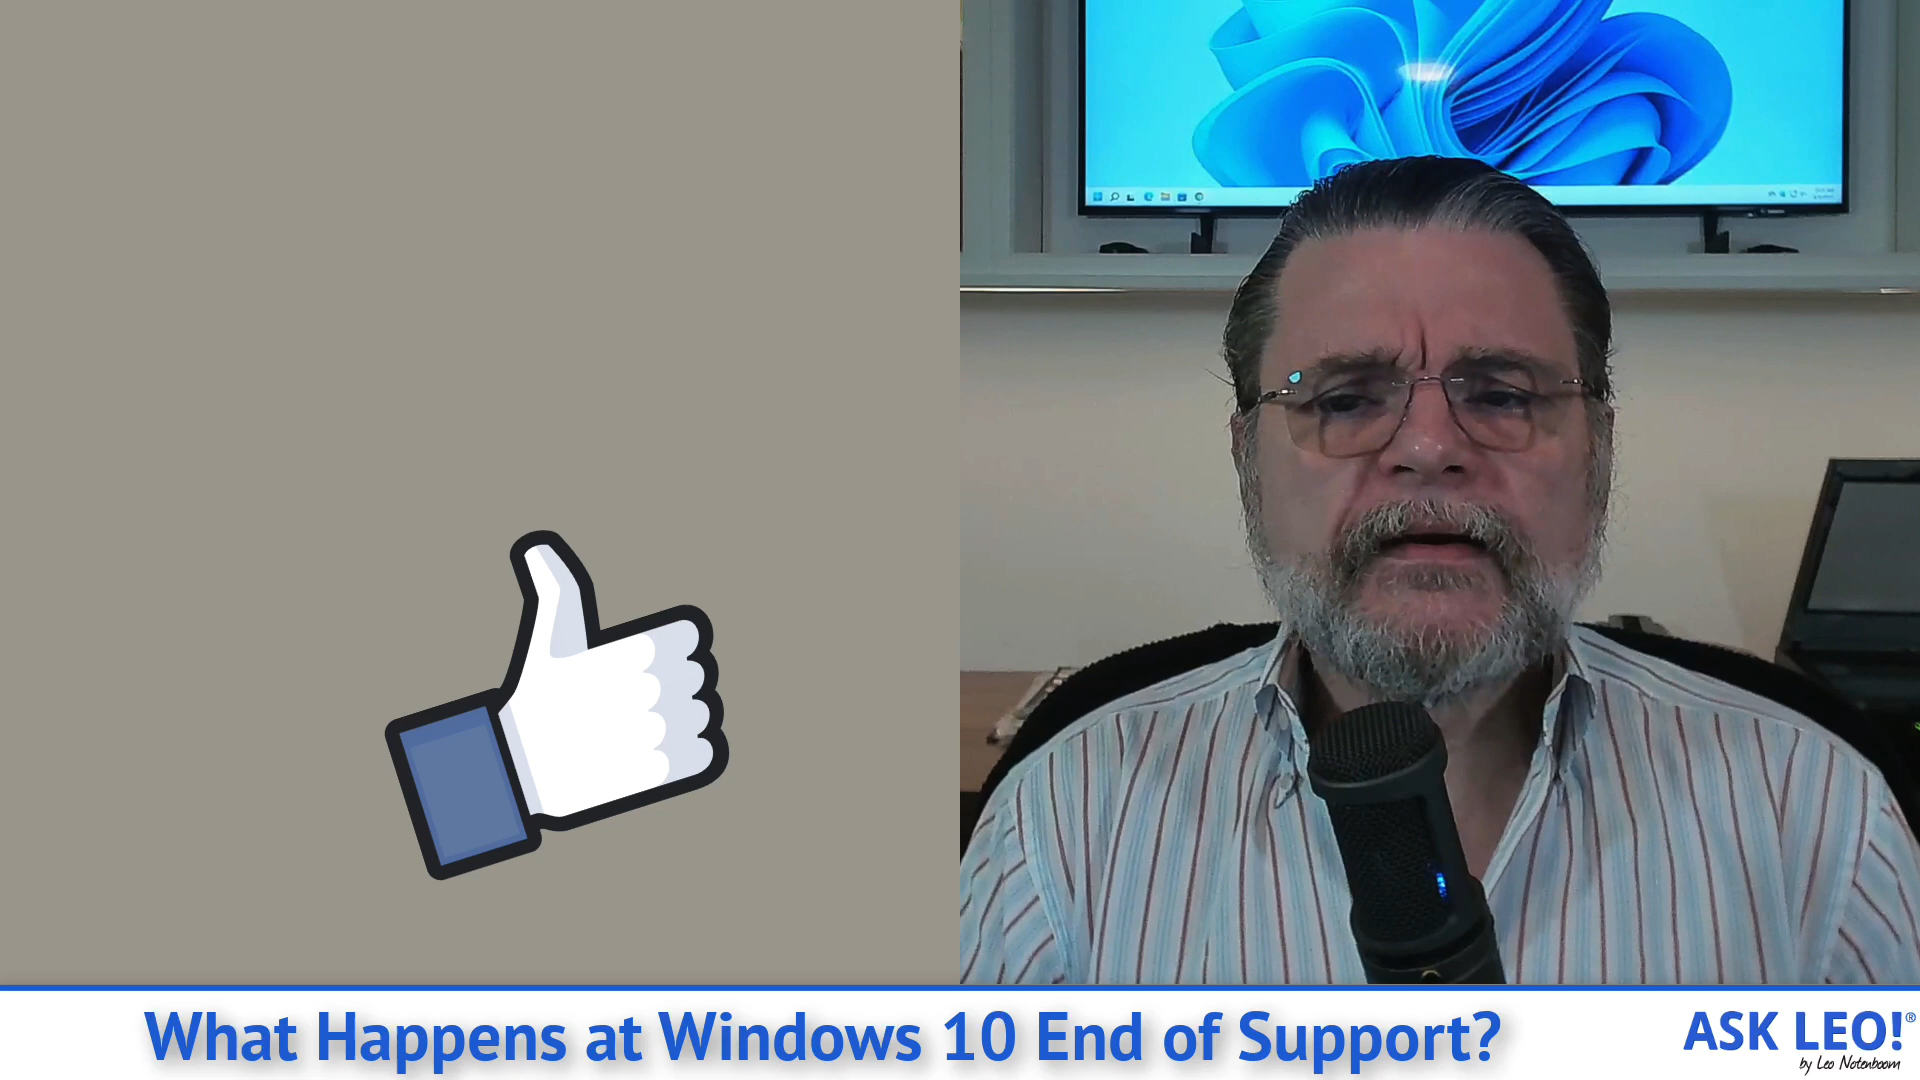 What Happens at Windows 10 End of Support?
ASK LEO!®
by Leo Notenboom